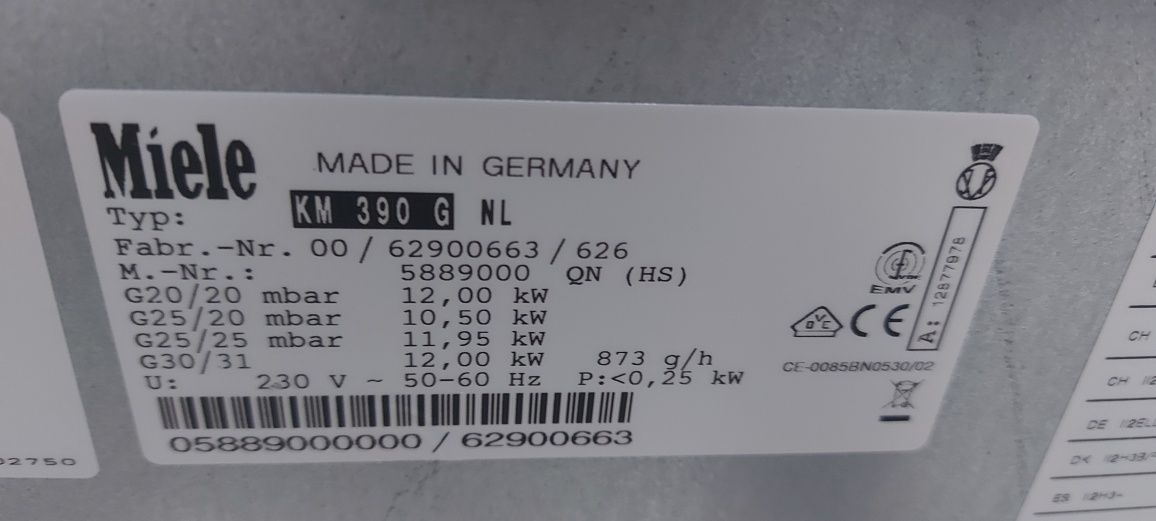 Miele
MADE IN GERMANY
Typ: KM 390 G NL
Fabr.-Nr. 00 / 62900663 / 626
M.-Nr.: 5889000 QN (HS)
G20/20 mbar 12,00 kW
G25/20 mbar 10,50 kW
G25/25 mbar 11,95 kW
G30/31 12,00 kW 873 g/h
U: 230 V ~ 50-60 Hz P:<0,25 kW
05889000000 / 62900663
EMV
CE
CE-0085BN0530/02
A: 12877978
02750
CH
CH II2
DE
DK
ES II2H3